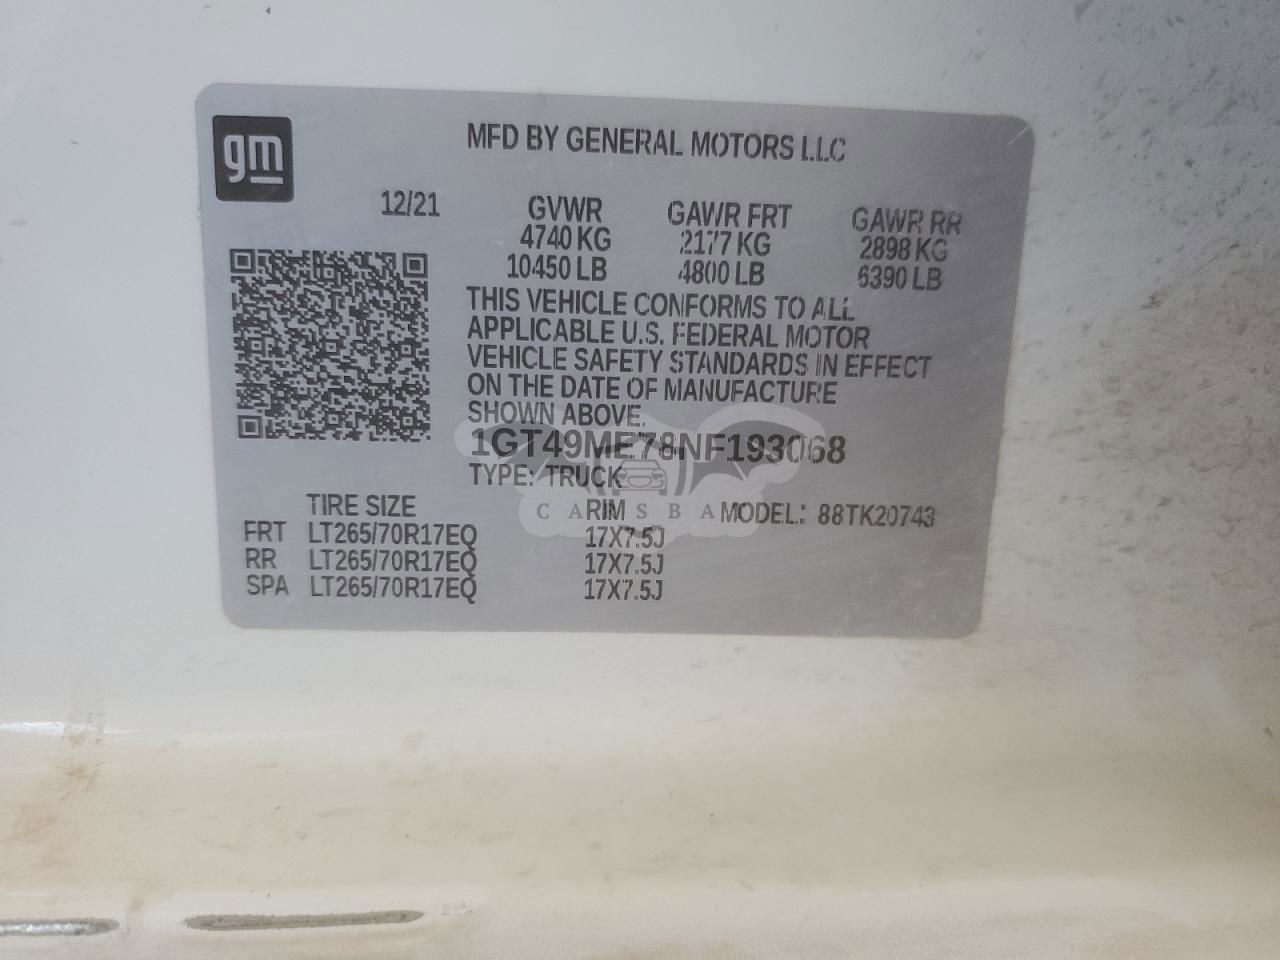 gm
MFD BY GENERAL MOTORS LLC
12/21 GVWR GAWR FRT GAWR RR
4740 KG 2177 KG 2898 KG
10450 LB 4800 LB 6390 LB
THIS VEHICLE CONFORMS TO ALL
APPLICABLE U.S. FEDERAL MOTOR
VEHICLE SAFETY STANDARDS IN EFFECT
ON THE DATE OF MANUFACTURE
SHOWN ABOVE.
1GT49ME78NF193068
TYPE: TRUCK
TIRE SIZE RIM MODEL: 88TK20743
FRT LT265/70R17EQ 17X7.5J
RR LT265/70R17EQ 17X7.5J
SPA LT265/70R17EQ 17X7.5J